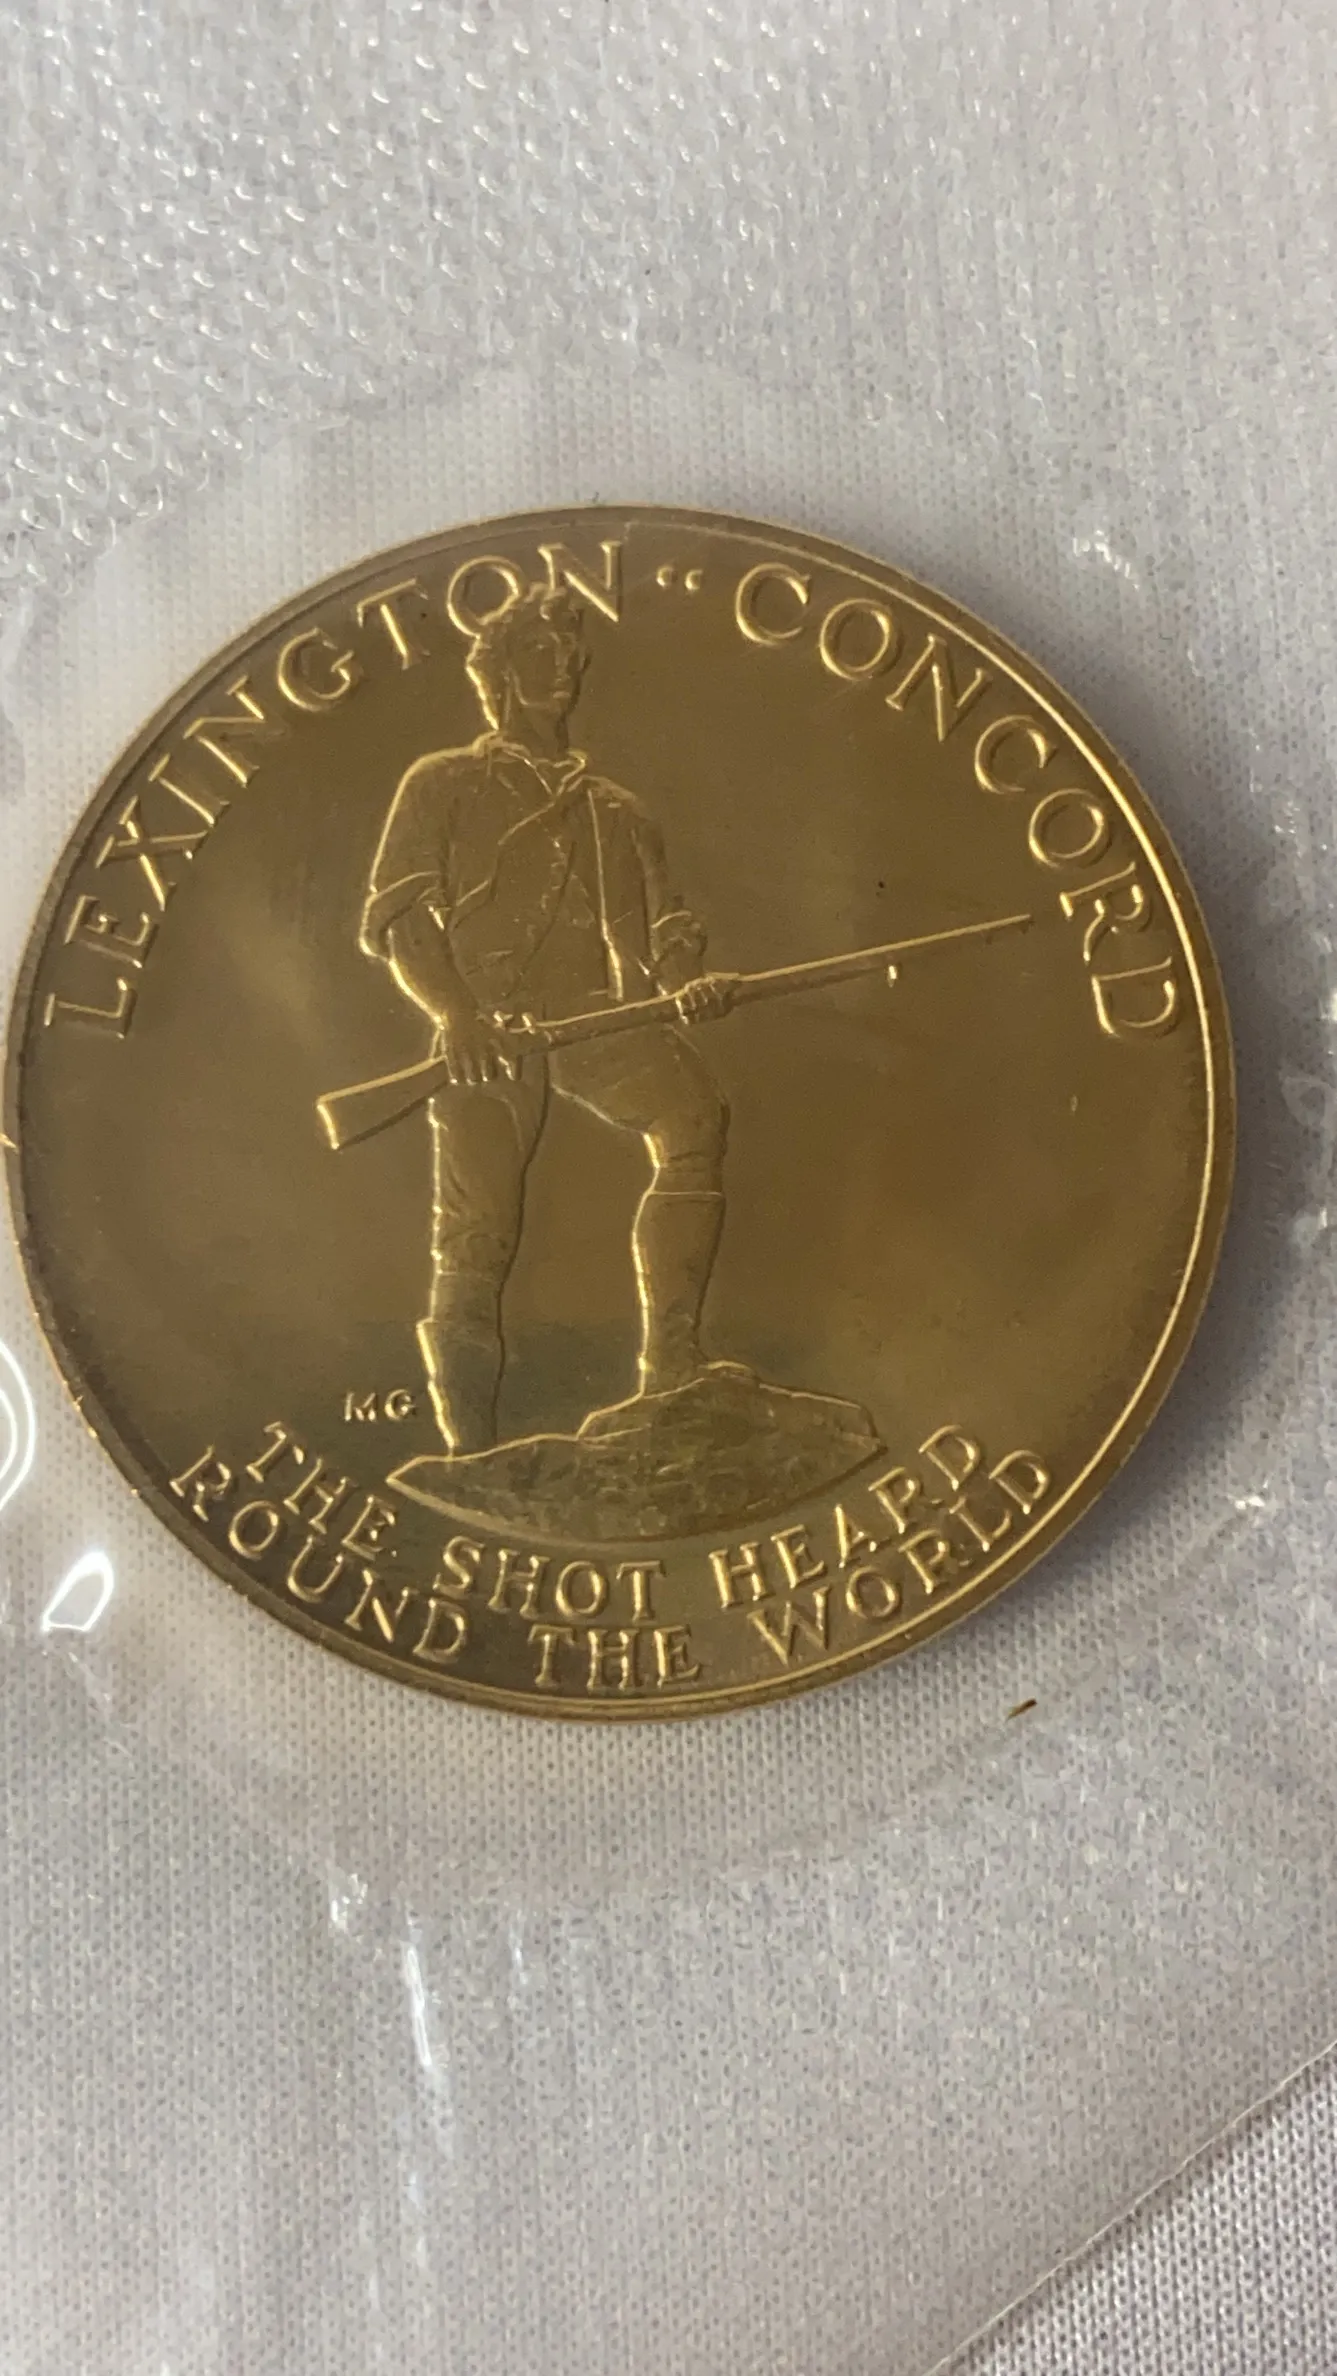 LEXINGTON·· CONCORD
MG
THE SHOT HEARD
ROUND THE WORLD